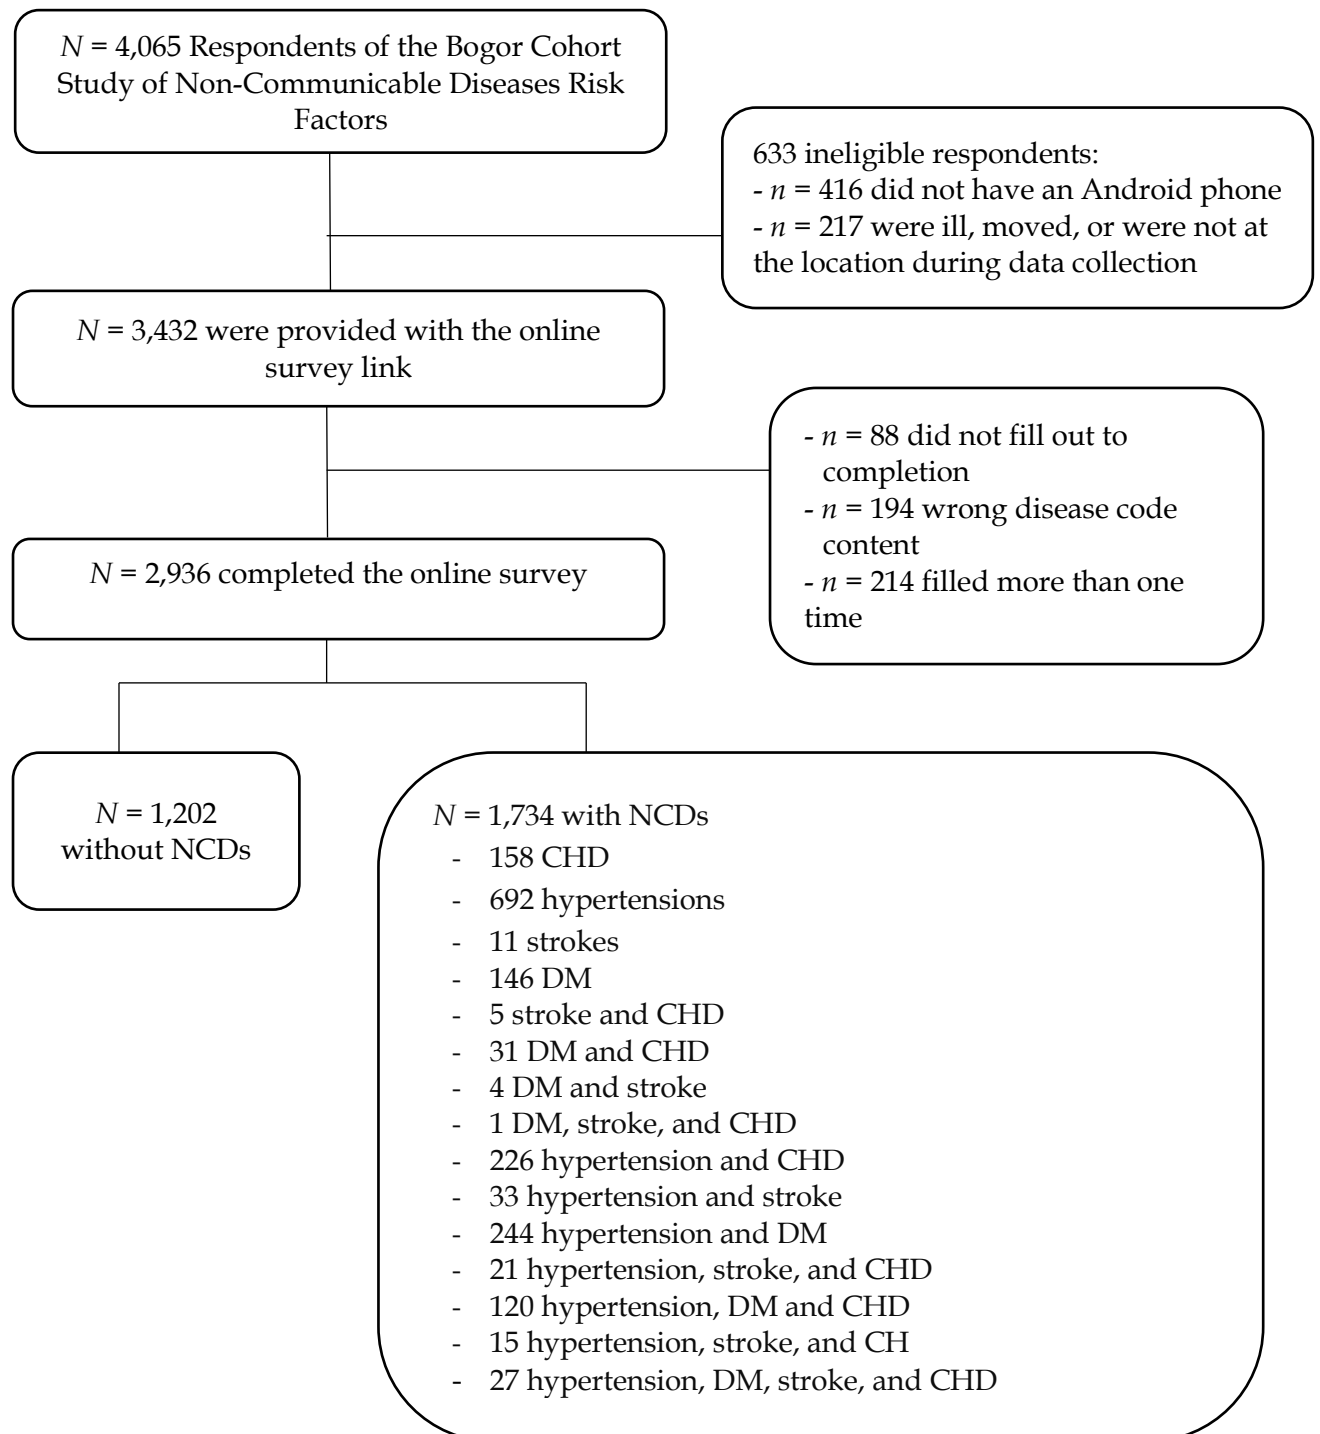 N = 4,065 Respondents of the Bogor Cohort
Study of Non-Communicable Diseases Risk
Factors
633 ineligible respondents:
- n = 416 did not have an Android phone
- n = 217 were ill, moved, or were not at
the location during data collection
N = 3,432 were provided with the online
survey link
- n = 88 did not fill out to
completion
- n = 194 wrong disease code
content
- n = 214 filled more than one
time
N = 2,936 completed the online survey
N = 1,202
without NCDs
N = 1,734 with NCDs
- 158 CHD
- 692 hypertensions
- 11 strokes
- 146 DM
- 5 stroke and CHD
- 31 DM and CHD
- 4 DM and stroke
- 1 DM, stroke, and CHD
- 226 hypertension and CHD
- 33 hypertension and stroke
- 244 hypertension and DM
- 21 hypertension, stroke, and CHD
- 120 hypertension, DM and CHD
- 15 hypertension, stroke, and CH
- 27 hypertension, DM, stroke, and CHD